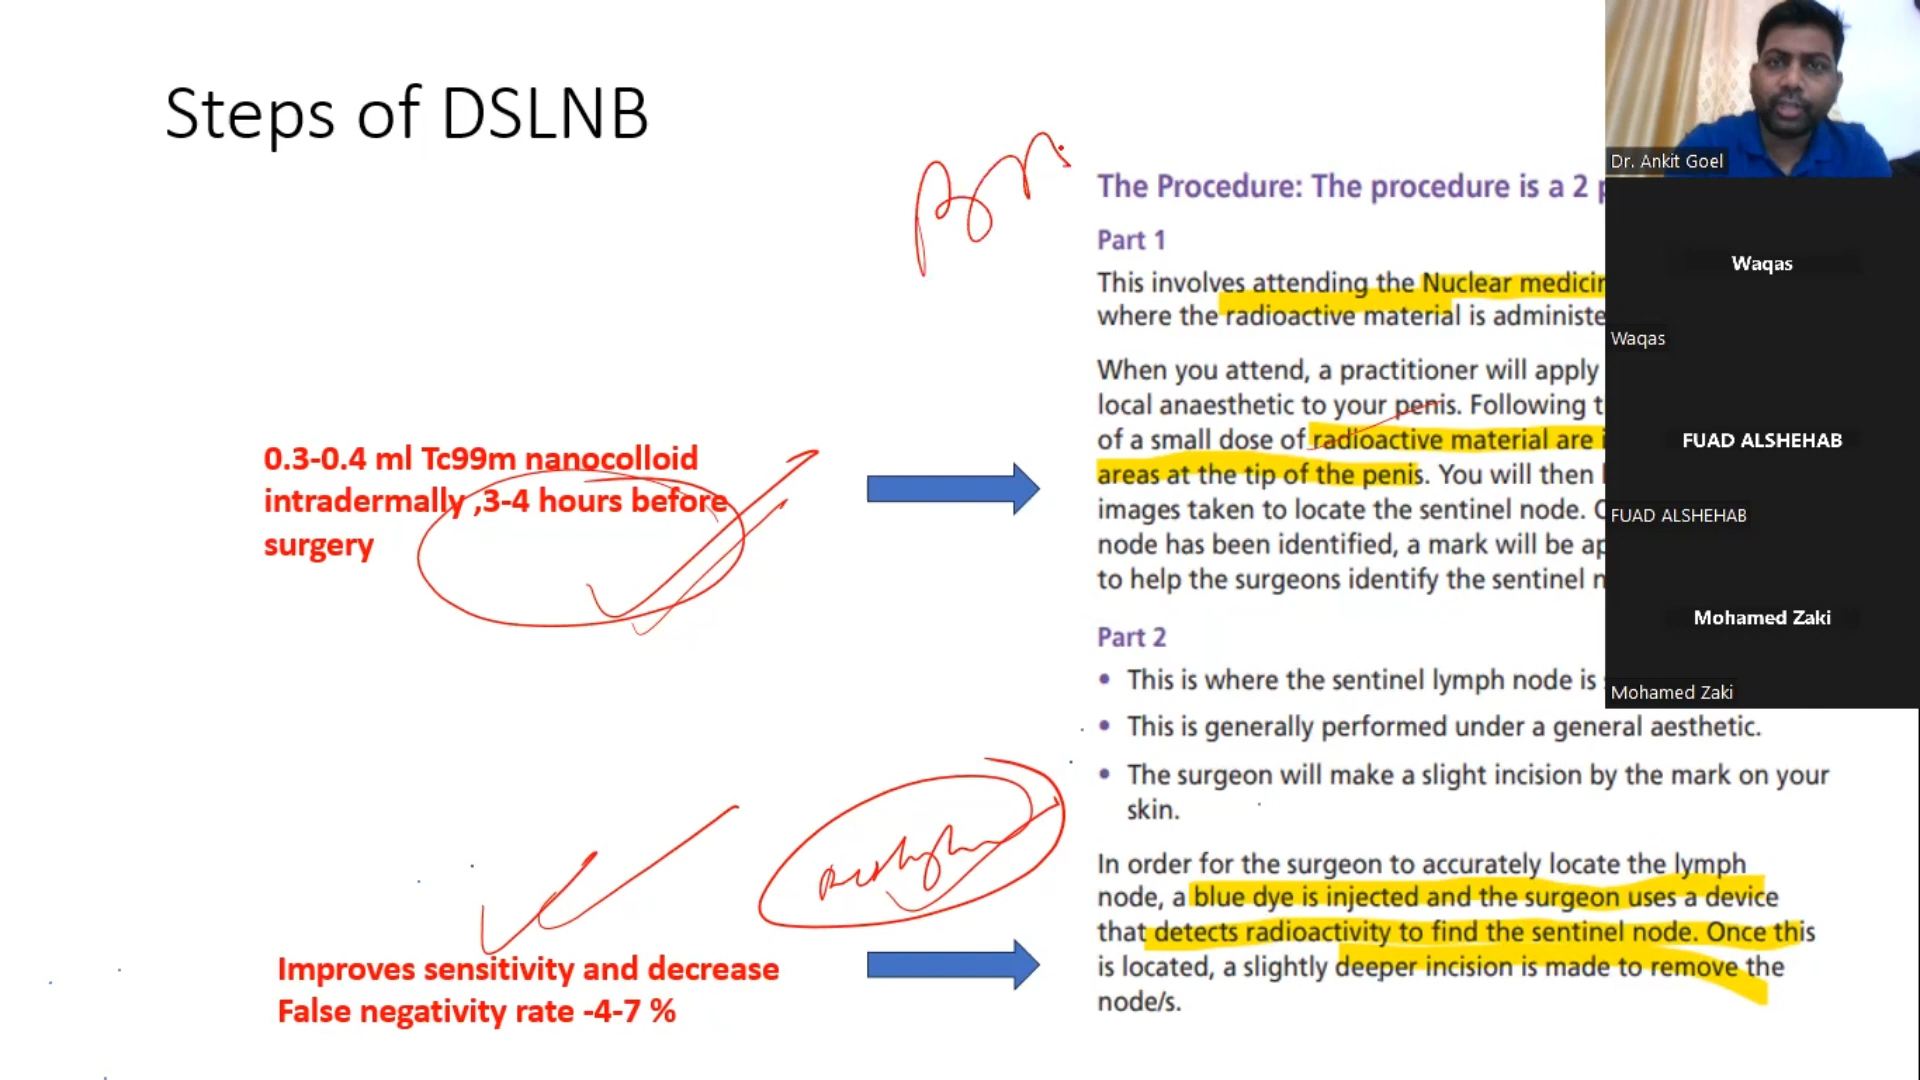 Steps of DSLNB
0.3-0.4 ml Tc99m nanocolloid
intradermally ,3-4 hours before
surgery
Improves sensitivity and decrease
False negativity rate -4-7 %
The Procedure: The procedure is a 2
Part 1
This involves attending the Nuclear
where the radioactive material is
When you attend, a practitioner will apply
local anaesthetic to your penis. Following
of a small dose of radioactive material are
areas at the tip of the penis. You will then
images taken to locate the sentinel node.
node has been identified, a mark will be
to help the surgeons identify the sentinel
Part 2
• This is where the sentinel lymph node is
• This is generally performed under a general aesthetic.
• The surgeon will make a slight incision by the mark on your
skin.
In order for the surgeon to accurately locate the lymph
node, a blue dye is injected and the surgeon uses a device
that detects radioactivity to find the sentinel node. Once this
is located, a slightly deeper incision is made to remove the
node/s.
Dr. Ankit Goel
Waqas
Waqas
FUAD ALSHEHAB
FUAD ALSHEHAB
Mohamed Zaki
Mohamed Zaki